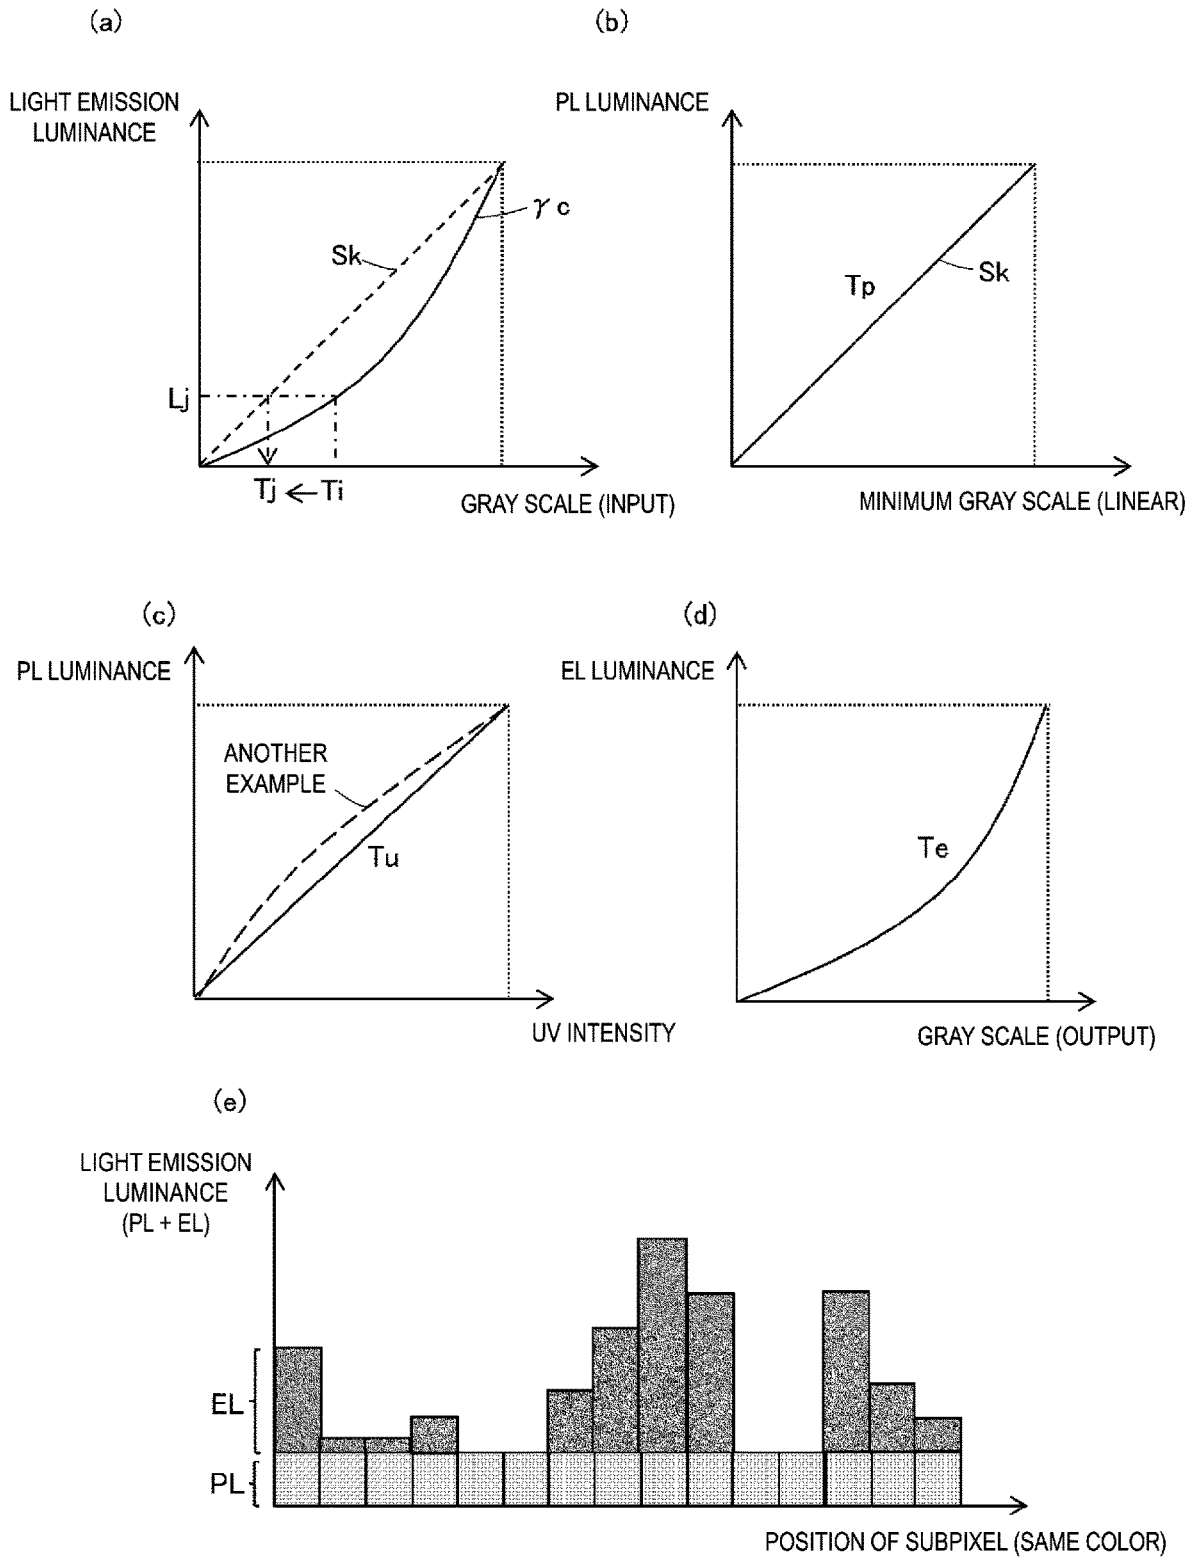 (a)
LIGHT EMISSION
LUMINANCE
γc
Sk
Lj
Tj ← Ti
GRAY SCALE (INPUT)
(b)
PL LUMINANCE
Tp
Sk
MINIMUM GRAY SCALE (LINEAR)
(c)
PL LUMINANCE
ANOTHER
EXAMPLE
Tu
UV INTENSITY
(d)
EL LUMINANCE
Te
GRAY SCALE (OUTPUT)
(e)
LIGHT EMISSION
LUMINANCE
(PL + EL)
EL
PL
POSITION OF SUBPIXEL (SAME COLOR)